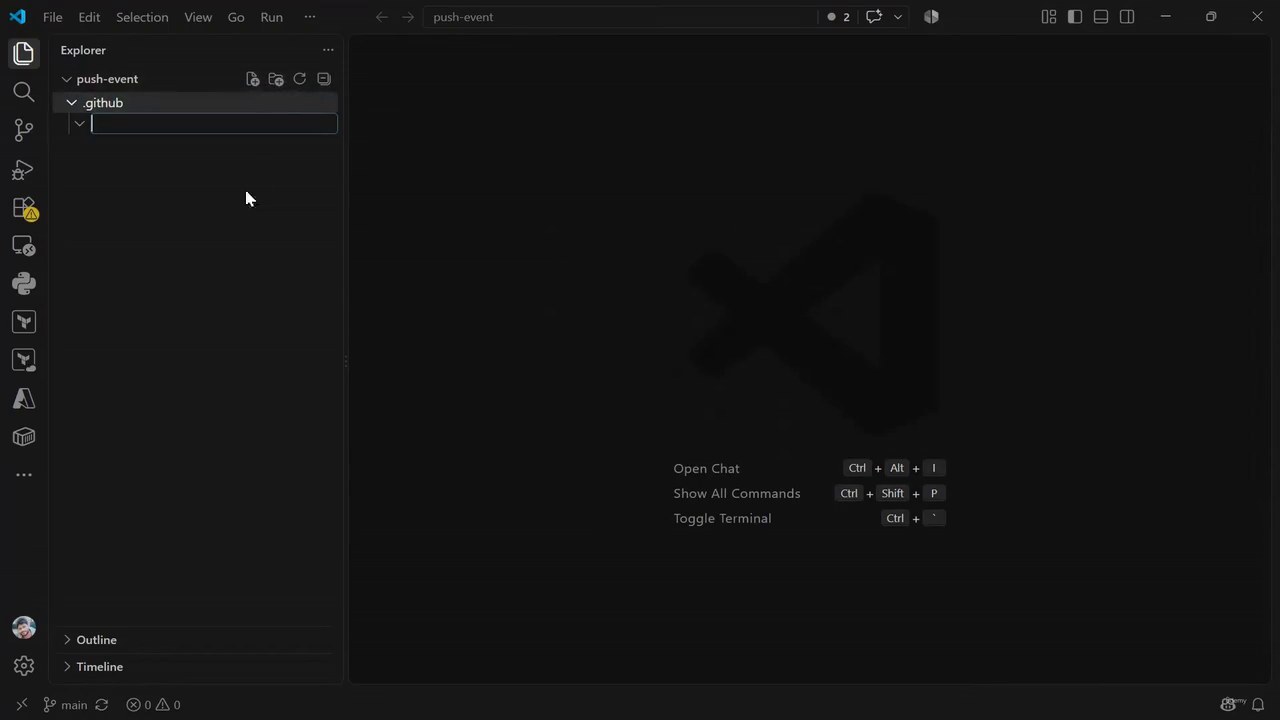 File Edit Selection View Go Run ···
push-event
2
Explorer
push-event
.github
Open Chat Ctrl + Alt + I
Show All Commands Ctrl + Shift + P
Toggle Terminal Ctrl + `
Outline
Timeline
main 0 0